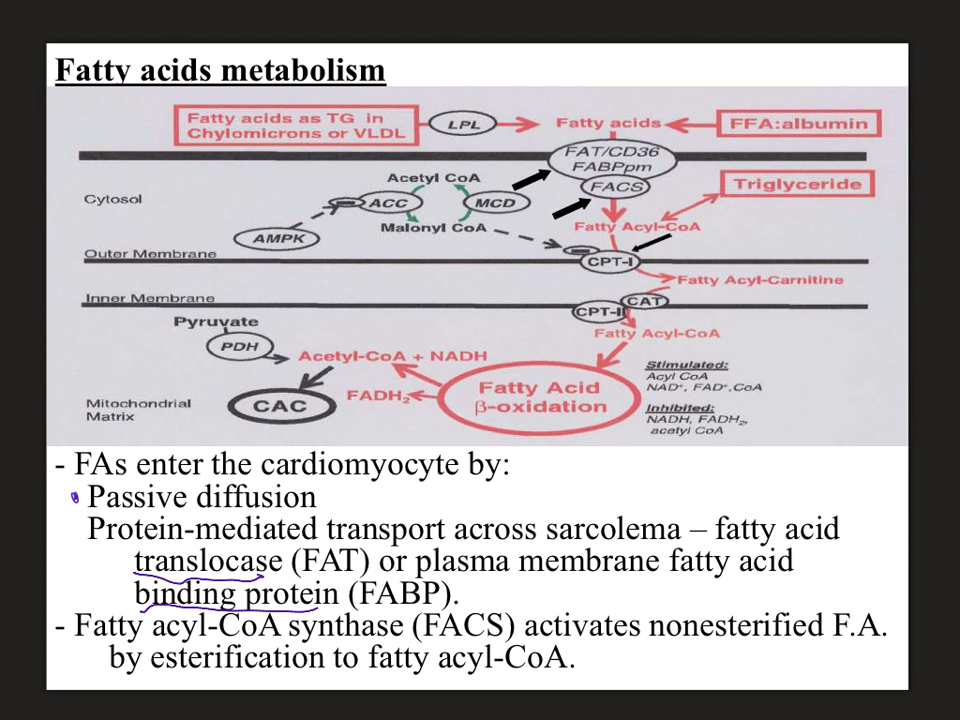 Fatty acids metabolism
Fatty acids as TG in
Chylomicrons or VLDL
LPL
Fatty acids
FFA:albumin
FAT/CD36
FABPpm
FACS
Cytosol
Acetyl CoA
ACC
MCD
Malonyl CoA
AMPK
Triglyceride
Fatty Acyl-CoA
Outer Membrane
CPT-I
Fatty Acyl-Carnitine
Inner Membrane
CAT
CPT-II
Fatty Acyl-CoA
Pyruvate
PDH
Acetyl-CoA + NADH
FADH₂
CAC
Fatty Acid
β-oxidation
Stimulated:
Acyl CoA
NAD⁺, FAD⁺,CoA
Inhibited:
NADH, FADH₂,
acetyl CoA
Mitochondrial
Matrix
- FAs enter the cardiomyocyte by:
Passive diffusion
Protein-mediated transport across sarcolema – fatty acid
translocase (FAT) or plasma membrane fatty acid
binding protein (FABP).
- Fatty acyl-CoA synthase (FACS) activates nonesterified F.A.
by esterification to fatty acyl-CoA.